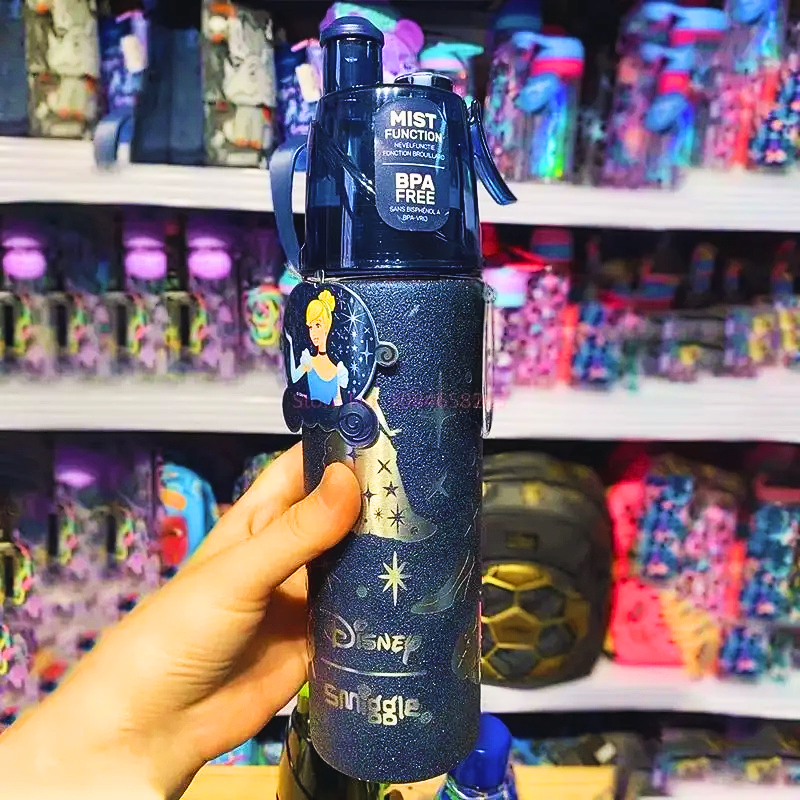 MIST
FUNCTION
NEVELFUNCTIE
FONCTION BROUILLARD
BPA
FREE
SANS BISPHÉNOL A
BPA-VRIJ
Disney
Smiggle